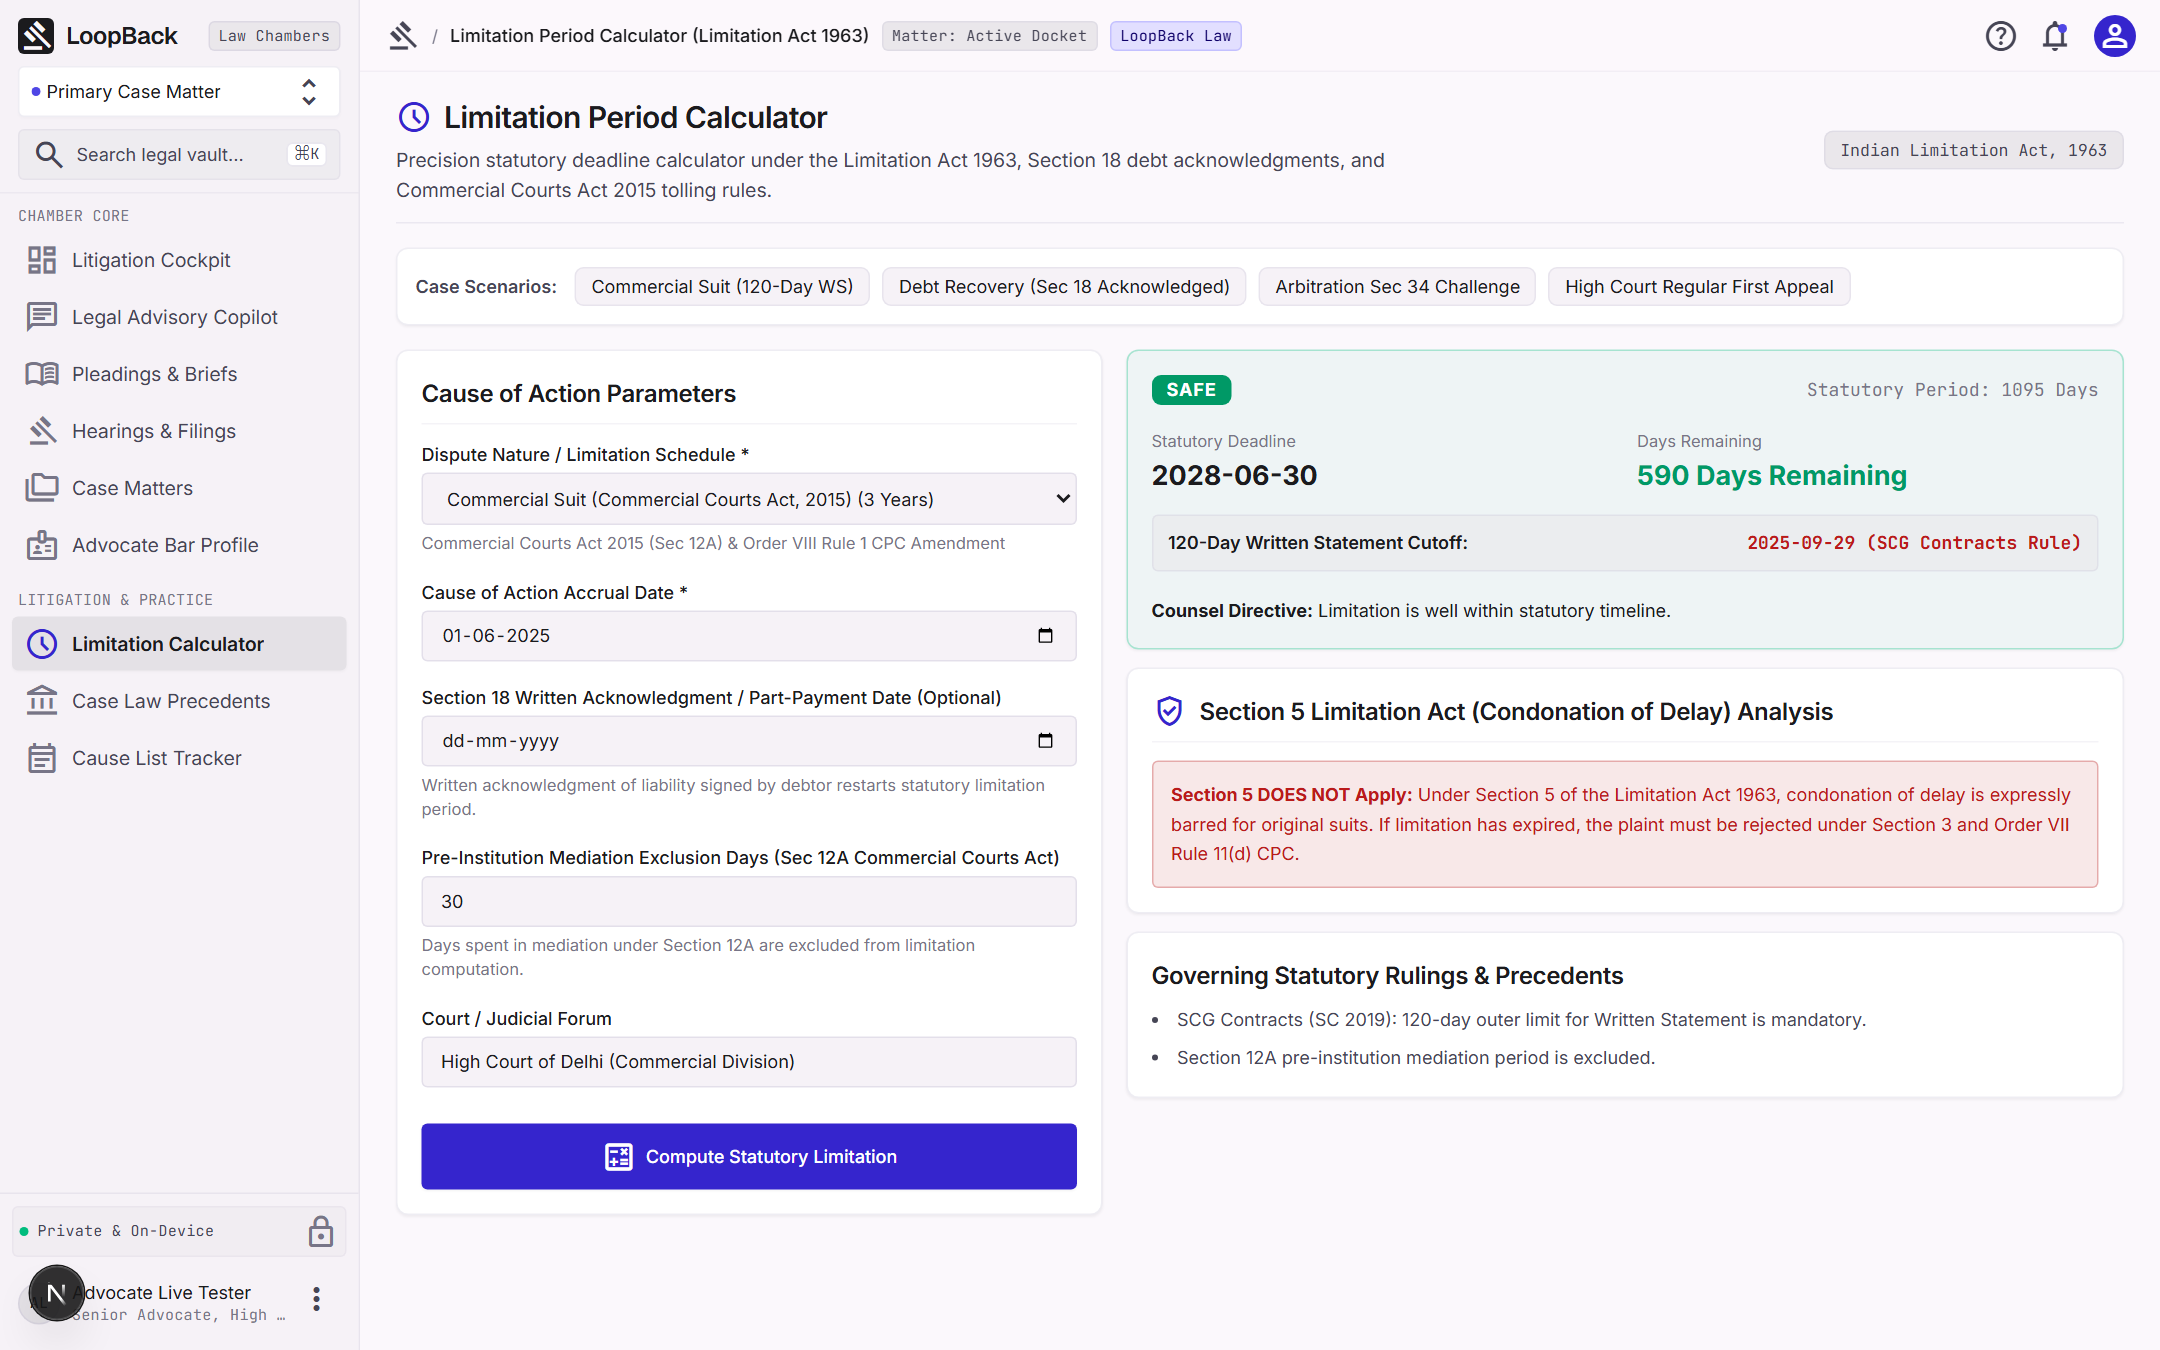 LoopBack
Law Chambers
Primary Case Matter
Search legal vault...
⌘K
CHAMBER CORE
Litigation Cockpit
Legal Advisory Copilot
Pleadings & Briefs
Hearings & Filings
Case Matters
Advocate Bar Profile
LITIGATION & PRACTICE
Limitation Calculator
Case Law Precedents
Cause List Tracker
Private & On-Device
N
dvocate Live Tester
enior Advocate, High …
/ Limitation Period Calculator (Limitation Act 1963)
Matter: Active Docket
LoopBack Law
Limitation Period Calculator
Precision statutory deadline calculator under the Limitation Act 1963, Section 18 debt acknowledgments, and
Commercial Courts Act 2015 tolling rules.
Indian Limitation Act, 1963
Case Scenarios:
Commercial Suit (120-Day WS)
Debt Recovery (Sec 18 Acknowledged)
Arbitration Sec 34 Challenge
High Court Regular First Appeal
Cause of Action Parameters
Dispute Nature / Limitation Schedule *
Commercial Suit (Commercial Courts Act, 2015) (3 Years)
Commercial Courts Act 2015 (Sec 12A) & Order VIII Rule 1 CPC Amendment
Cause of Action Accrual Date *
01-06-2025
Section 18 Written Acknowledgment / Part-Payment Date (Optional)
dd-mm-yyyy
Written acknowledgment of liability signed by debtor restarts statutory limitation
period.
Pre-Institution Mediation Exclusion Days (Sec 12A Commercial Courts Act)
30
Days spent in mediation under Section 12A are excluded from limitation
computation.
Court / Judicial Forum
High Court of Delhi (Commercial Division)
Compute Statutory Limitation
SAFE
Statutory Period: 1095 Days
Statutory Deadline
2028-06-30
Days Remaining
590 Days Remaining
120-Day Written Statement Cutoff:
2025-09-29 (SCG Contracts Rule)
Counsel Directive: Limitation is well within statutory timeline.
Section 5 Limitation Act (Condonation of Delay) Analysis
Section 5 DOES NOT Apply: Under Section 5 of the Limitation Act 1963, condonation of delay is expressly
barred for original suits. If limitation has expired, the plaint must be rejected under Section 3 and Order VII
Rule 11(d) CPC.
Governing Statutory Rulings & Precedents
• SCG Contracts (SC 2019): 120-day outer limit for Written Statement is mandatory.
• Section 12A pre-institution mediation period is excluded.